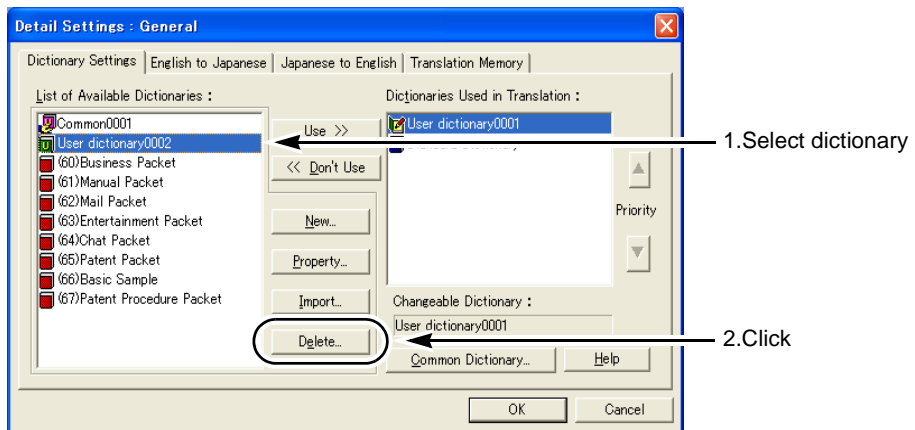 Detail Settings : General
Dictionary Settings
English to Japanese
Japanese to English
Translation Memory
List of Available Dictionaries :
Common0001
User dictionary0002
(60)Business Packet
(61)Manual Packet
(62)Mail Packet
(63)Entertainment Packet
(64)Chat Packet
(65)Patent Packet
(66)Basic Sample
(67)Patent Procedure Packet
Use >>
<< Don't Use
New...
Property...
Import...
Delete...
Dictionaries Used in Translation :
User dictionary0001
Priority
Changeable Dictionary :
User dictionary0001
Common Dictionary...
Help
OK
Cancel
1.Select dictionary
2.Click